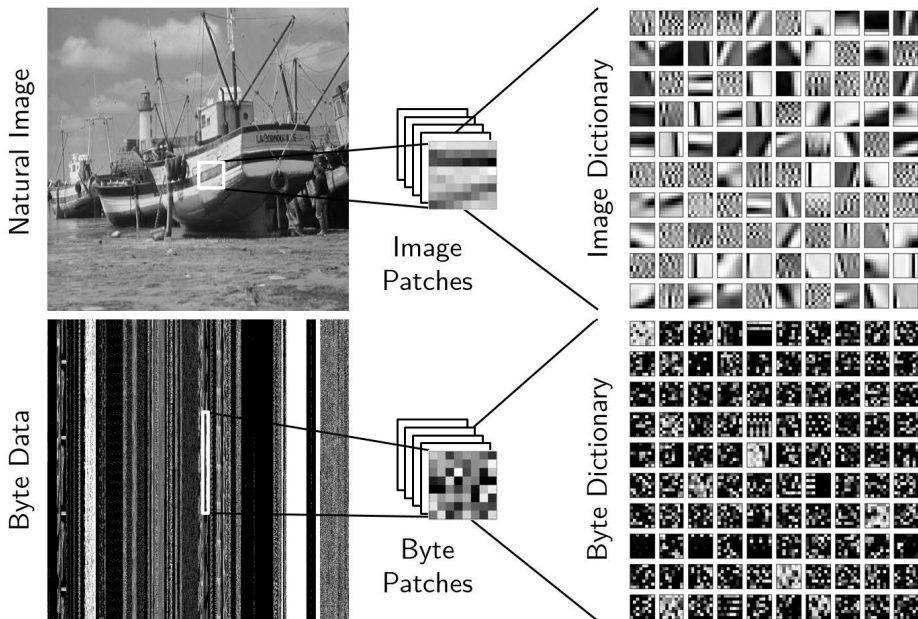 Natural Image
Image
Patches
Image Dictionary
Byte Data
Byte
Patches
Byte Dictionary